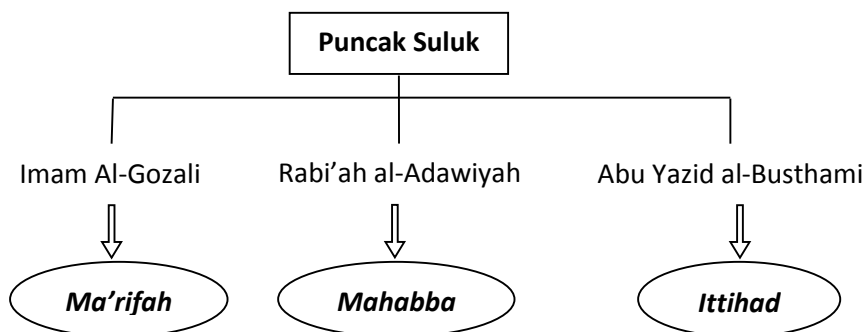 Puncak Suluk
Imam Al-Gozali
Rabi’ah al-Adawiyah
Abu Yazid al-Busthami
Ma’rifah
Mahabba
Ittihad